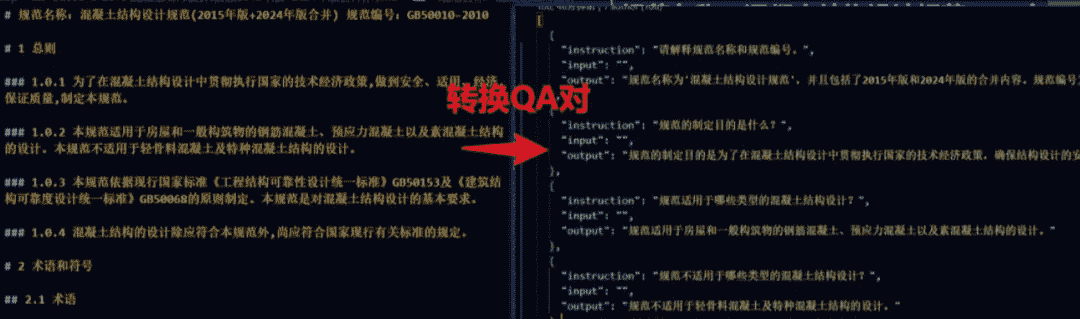 # 规范名称：混凝土结构设计规范(2015年版+2024年版合并) 规范编号：GB50010-2010
# 1 总则
### 1.0.1 为了在混凝土结构设计中贯彻执行国家的技术经济政策,做到安全、适用、经济,
保证质量,制定本规范。
### 1.0.2 本规范适用于房屋和一般构筑物的钢筋混凝土、预应力混凝土以及素混凝土结构
的设计。本规范不适用于轻骨料混凝土及特种混凝土结构的设计。
### 1.0.3 本规范依据现行国家标准《工程结构可靠性设计统一标准》GB50153及《建筑结
构可靠度设计统一标准》GB50068的原则制定。本规范是对混凝土结构设计的基本要求。
### 1.0.4 混凝土结构的设计除应符合本规范外,尚应符合国家现行有关标准的规定。
# 2 术语和符号
## 2.1 术语
转换QA对
[
{
"instruction": "请解释规范名称和规范编号。",
"input": "",
"output": "规范名称为'混凝土结构设计规范'，并且包括了2015年版和2024年版的合并内容。规范编号
"instruction": "规范的制定目的是什么？",
"input": "",
"output": "规范的制定目的是为了在混凝土结构设计中贯彻执行国家的技术经济政策，确保结构设计的安
},
{
"instruction": "规范适用于哪些类型的混凝土结构设计？",
"input": "",
"output": "规范适用于房屋和一般构筑物的钢筋混凝土、预应力混凝土以及素混凝土结构的设计。"
},
{
"instruction": "规范不适用于哪些类型的混凝土结构设计？",
"input": "",
"output": "规范不适用于轻骨料混凝土及特种混凝土结构的设计。"